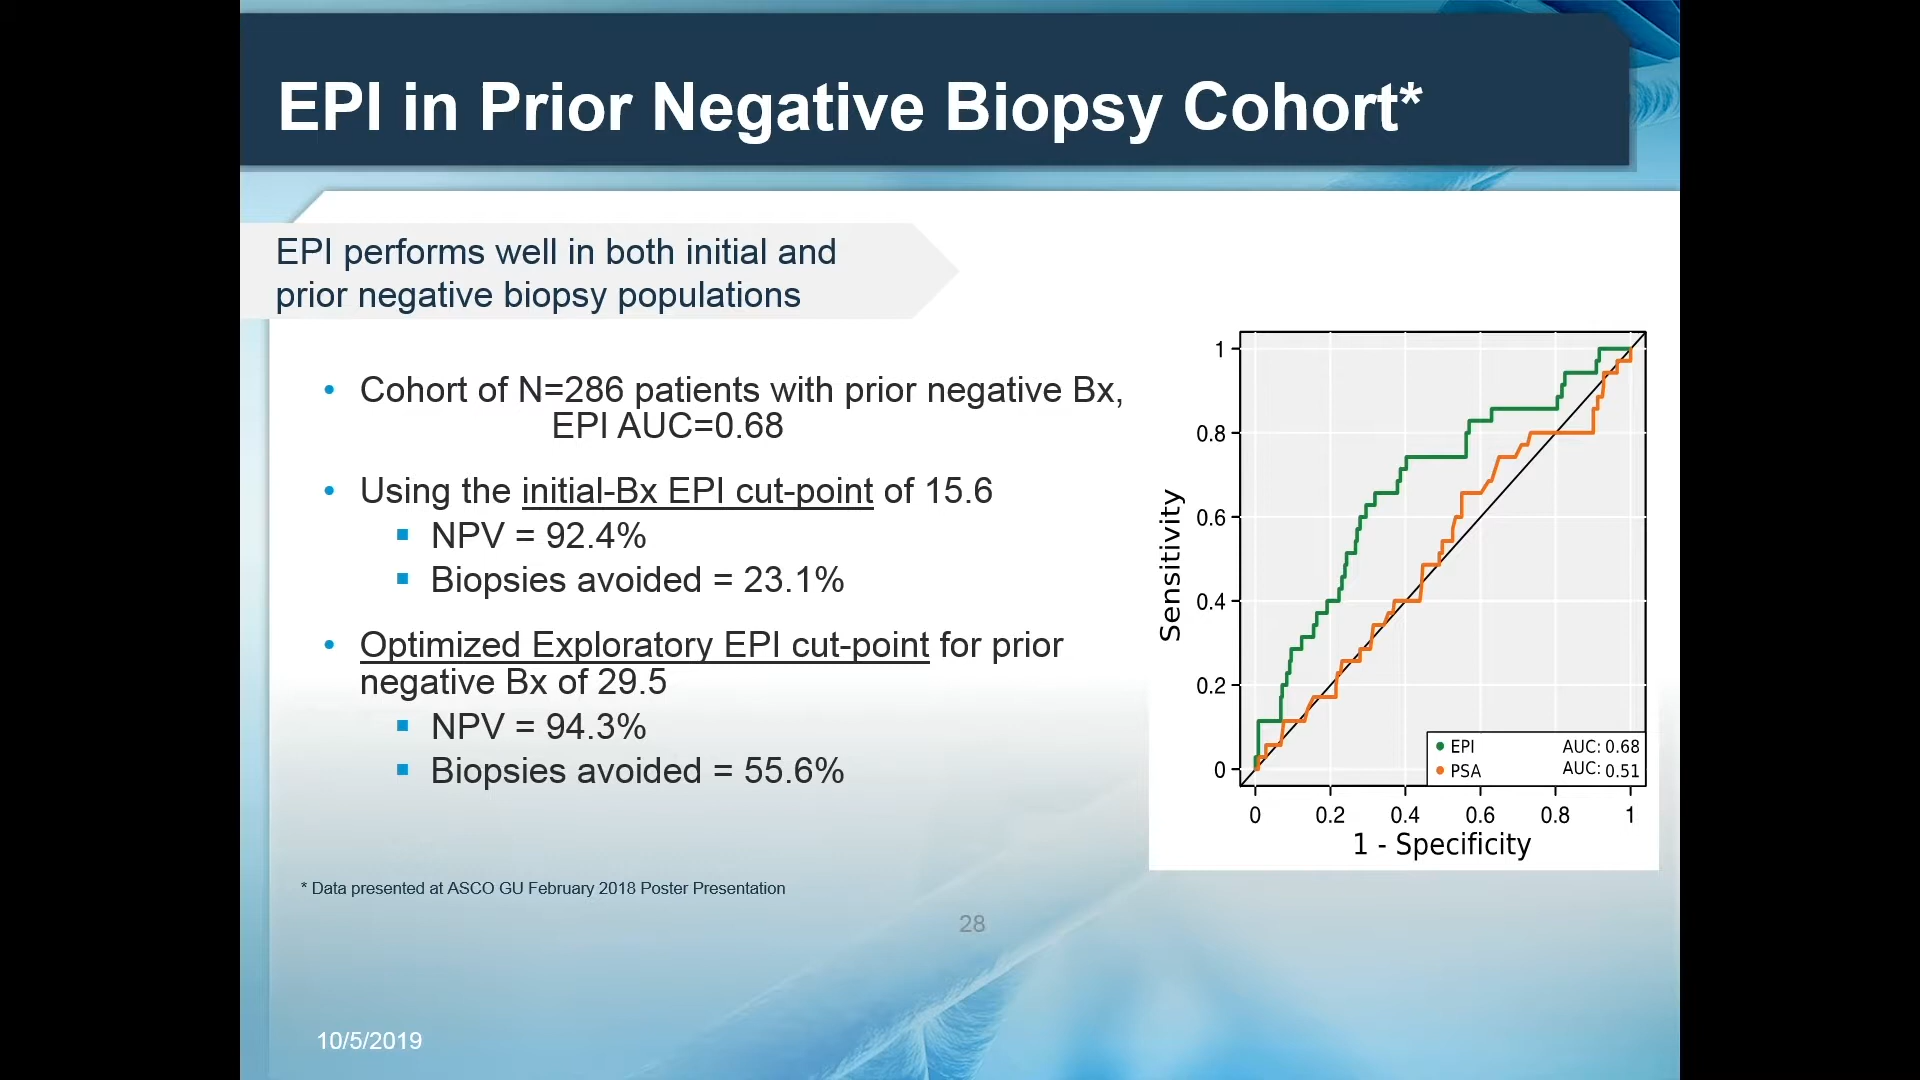 EPI in Prior Negative Biopsy Cohort*
EPI performs well in both initial and
prior negative biopsy populations
• Cohort of N=286 patients with prior negative Bx,
EPI AUC=0.68
• Using the initial-Bx EPI cut-point of 15.6
▪ NPV = 92.4%
▪ Biopsies avoided = 23.1%
• Optimized Exploratory EPI cut-point for prior
negative Bx of 29.5
▪ NPV = 94.3%
▪ Biopsies avoided = 55.6%
Sensitivity
1
0.8
0.6
0.4
0.2
0
EPI AUC: 0.68
PSA AUC: 0.51
0 0.2 0.4 0.6 0.8 1
1 - Specificity
* Data presented at ASCO GU February 2018 Poster Presentation
28
10/5/2019